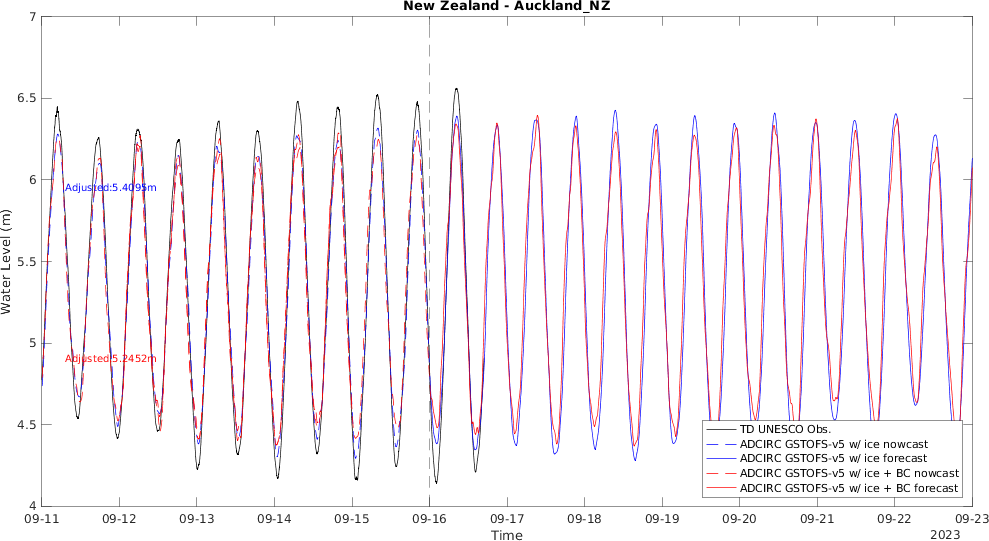 New Zealand - Auckland_NZ
7
6.5
6
5.5
5
4.5
4
Water Level (m)
Adjusted:5.4095m
Adjusted:5.2452m
TD UNESCO Obs.
ADCIRC GSTOFS-v5 w/ ice nowcast
ADCIRC GSTOFS-v5 w/ ice forecast
ADCIRC GSTOFS-v5 w/ ice + BC nowcast
ADCIRC GSTOFS-v5 w/ ice + BC forecast
09-11 09-12 09-13 09-14 09-15 09-16 09-17 09-18 09-19 09-20 09-21 09-22 09-23
Time
2023